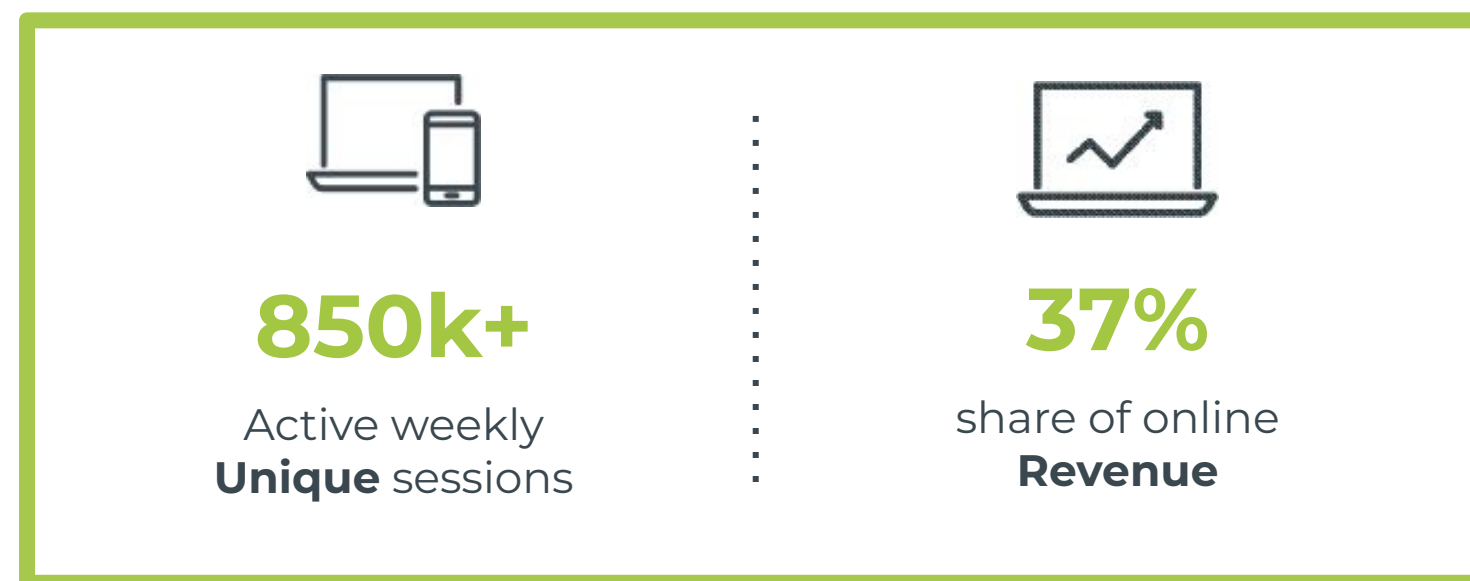 850k+
Active weekly
Unique sessions
37%
share of online
Revenue